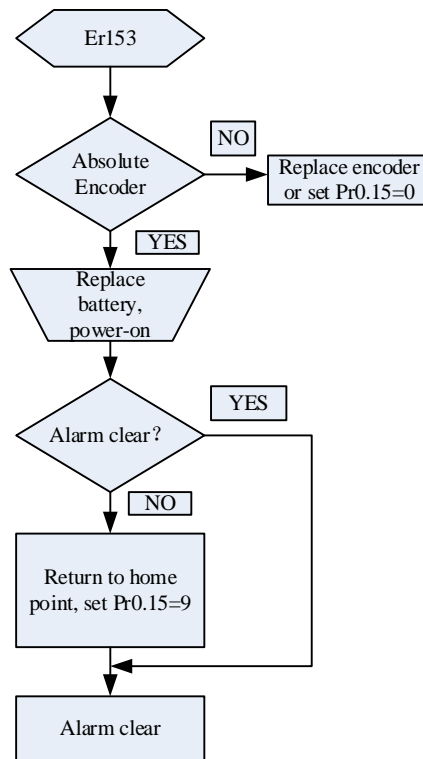 Er153
Absolute
Encoder
NO
Replace encoder
or set Pr0.15=0
YES
Replace
battery,
power-on
Alarm clear？
YES
NO
Return to home
point, set Pr0.15=9
Alarm clear